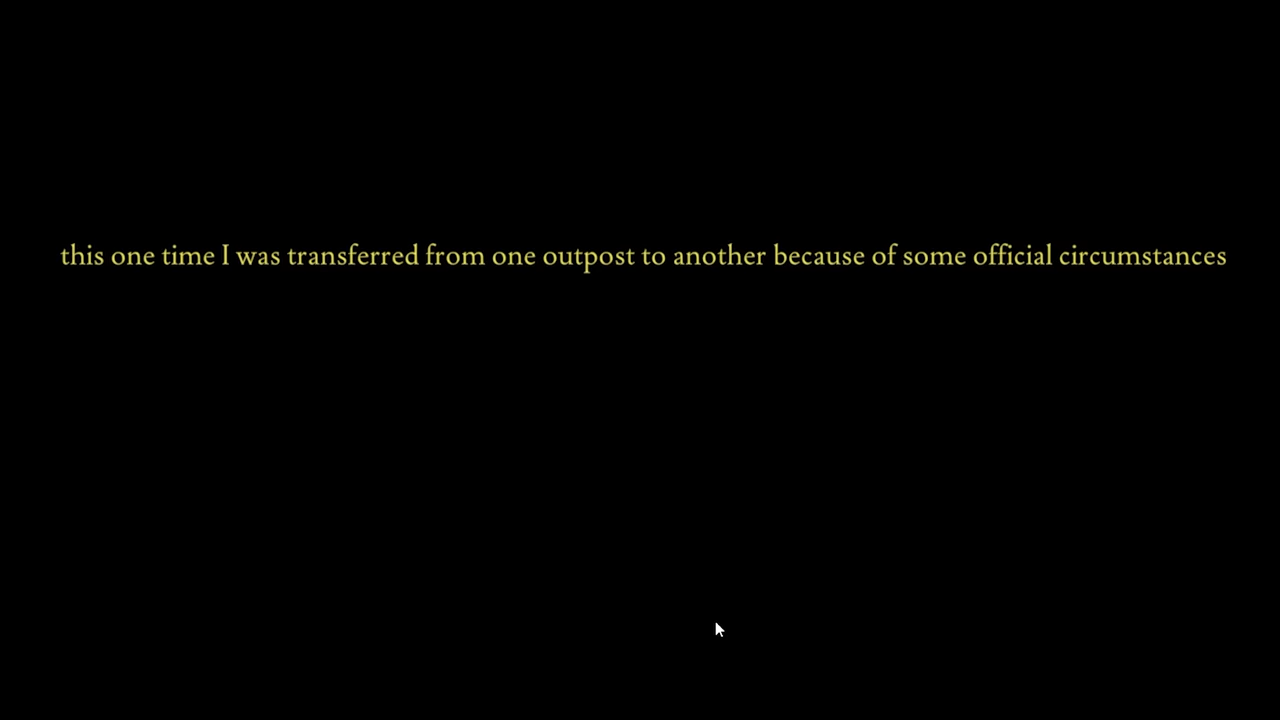 this one time I was transferred from one outpost to another because of some official circumstances